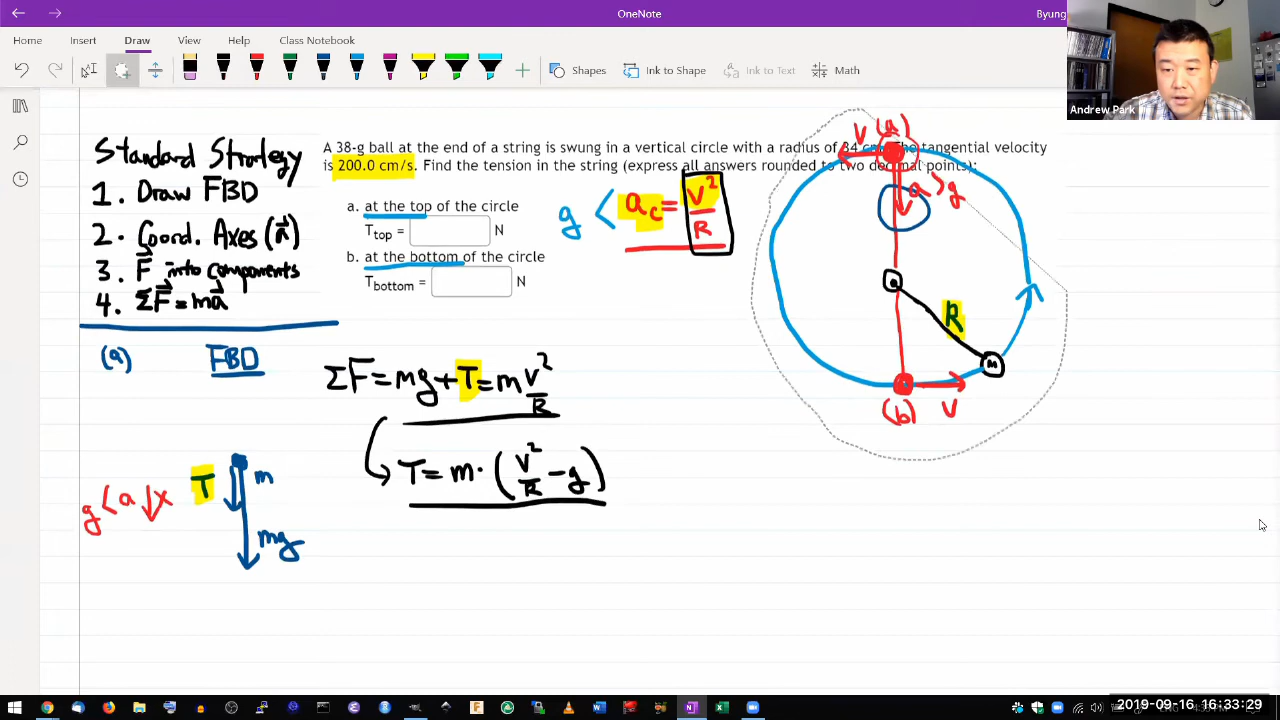 OneNote
Byung
Home
Insert
Draw
View
Help
Class Notebook
Shapes
Ink to Shape
Ink to Text
Math
Andrew Park
Standard Strategy
1. Draw FBD
2. Coord. Axes (a⃗)
3. F⃗ into components
4. ΣF⃗ = ma⃗
A 38-g ball at the end of a string is swung in a vertical circle with a radius of 34 cm. The tangential velocity
is 200.0 cm/s. Find the tension in the string (express all answers rounded to two decimal points):
a. at the top of the circle
Ttop = N
b. at the bottom of the circle
Tbottom = N
g < ac = v²/R
v (a)
a > g
R
m
(b) v
(a) FBD
ΣF = mg + T = m v²/R
T = m · (v²/R − g)
g < a ↓ x
T
m
mg
2019-09-16 16:33:29